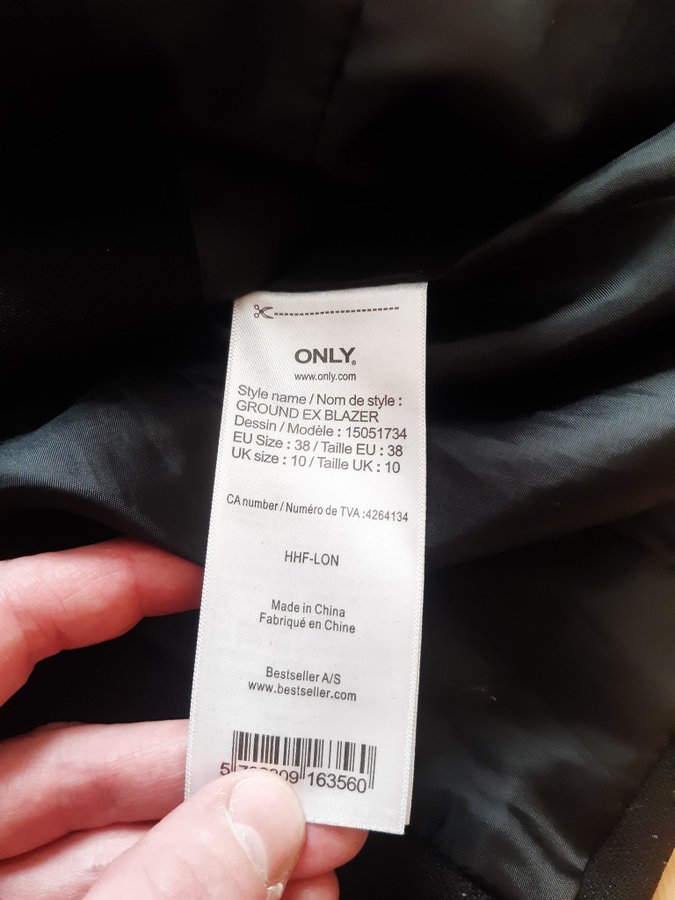 ONLY®
www.only.com
Style name / Nom de style :
GROUND EX BLAZER
Dessin / Modèle : 15051734
EU Size : 38 / Taille EU : 38
UK size : 10 / Taille UK : 10
CA number / Numéro de TVA :4264134
HHF-LON
Made in China
Fabriqué en Chine
Bestseller A/S
www.bestseller.com
163560